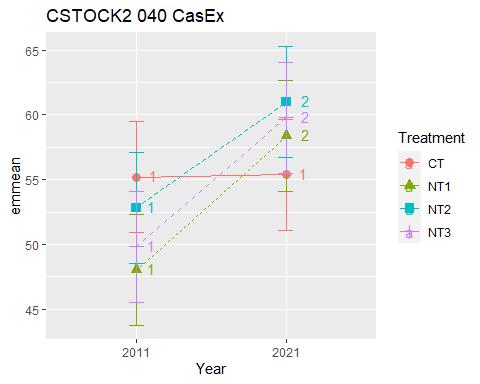 CSTOCK2 040 CasEx
65
60
55
50
45
emmean
1 1
1 2
1 2
1 2
2011 2021
Year
Treatment
a CT
a NT1
a NT2
a NT3